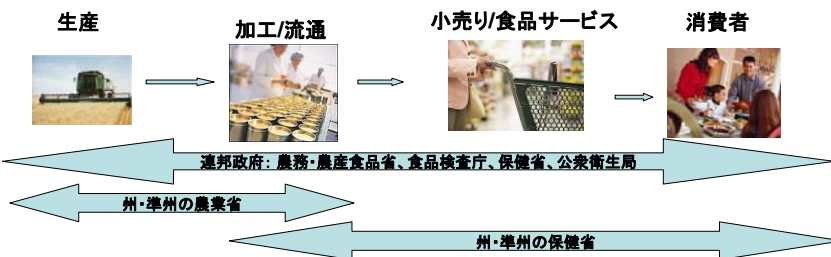 生産
加工/流通
小売り/食品サービス
消費者
連邦政府: 農務・農産食品省、食品検査庁、保健省、公衆衛生局
州・準州の農業省
州・準州の保健省